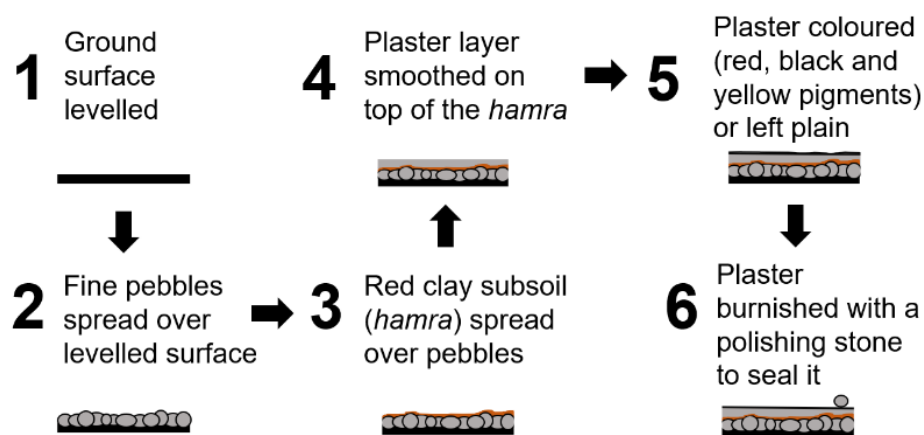 1
Ground
surface
levelled
2
Fine pebbles
spread over
levelled surface
3
Red clay subsoil
(hamra) spread
over pebbles
4
Plaster layer
smoothed on
top of the hamra
5
Plaster coloured
(red, black and
yellow pigments)
or left plain
6
Plaster
burnished with a
polishing stone
to seal it